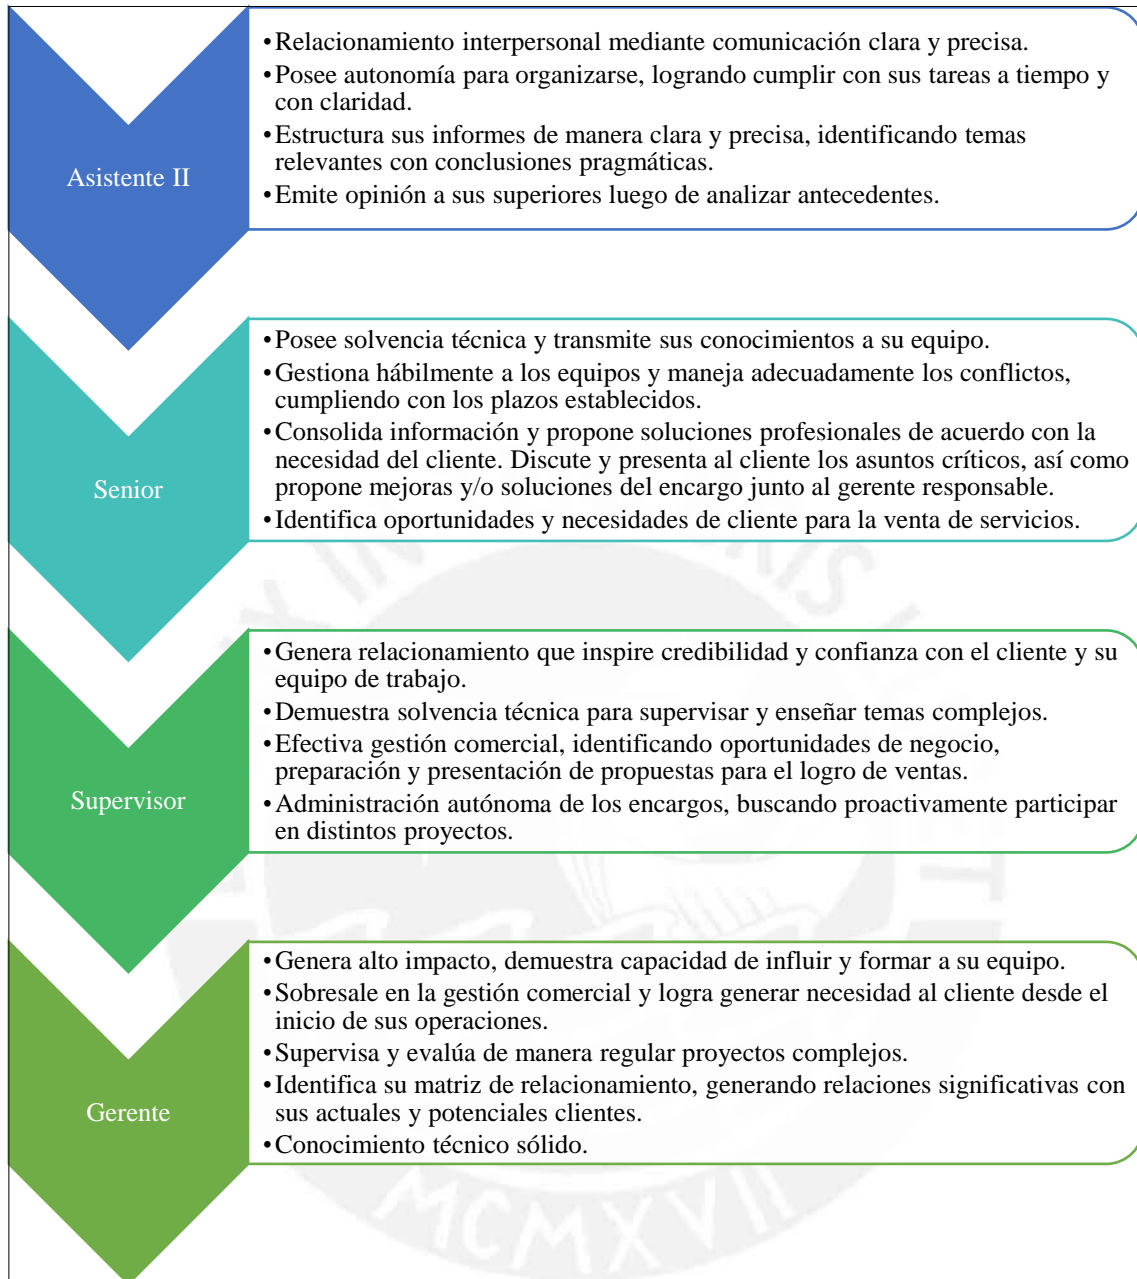 Asistente II
•Relacionamiento interpersonal mediante comunicación clara y precisa.
•Posee autonomía para organizarse, logrando cumplir con sus tareas a tiempo y
con claridad.
•Estructura sus informes de manera clara y precisa, identificando temas
relevantes con conclusiones pragmáticas.
•Emite opinión a sus superiores luego de analizar antecedentes.
Senior
•Posee solvencia técnica y transmite sus conocimientos a su equipo.
•Gestiona hábilmente a los equipos y maneja adecuadamente los conflictos,
cumpliendo con los plazos establecidos.
•Consolida información y propone soluciones profesionales de acuerdo con la
necesidad del cliente. Discute y presenta al cliente los asuntos críticos, así como
propone mejoras y/o soluciones del encargo junto al gerente responsable.
•Identifica oportunidades y necesidades de cliente para la venta de servicios.
Supervisor
•Genera relacionamiento que inspire credibilidad y confianza con el cliente y su
equipo de trabajo.
•Demuestra solvencia técnica para supervisar y enseñar temas complejos.
•Efectiva gestión comercial, identificando oportunidades de negocio,
preparación y presentación de propuestas para el logro de ventas.
•Administración autónoma de los encargos, buscando proactivamente participar
en distintos proyectos.
Gerente
•Genera alto impacto, demuestra capacidad de influir y formar a su equipo.
•Sobresale en la gestión comercial y logra generar necesidad al cliente desde el
inicio de sus operaciones.
•Supervisa y evalúa de manera regular proyectos complejos.
•Identifica su matriz de relacionamiento, generando relaciones significativas con
sus actuales y potenciales clientes.
•Conocimiento técnico sólido.
MCMXVII